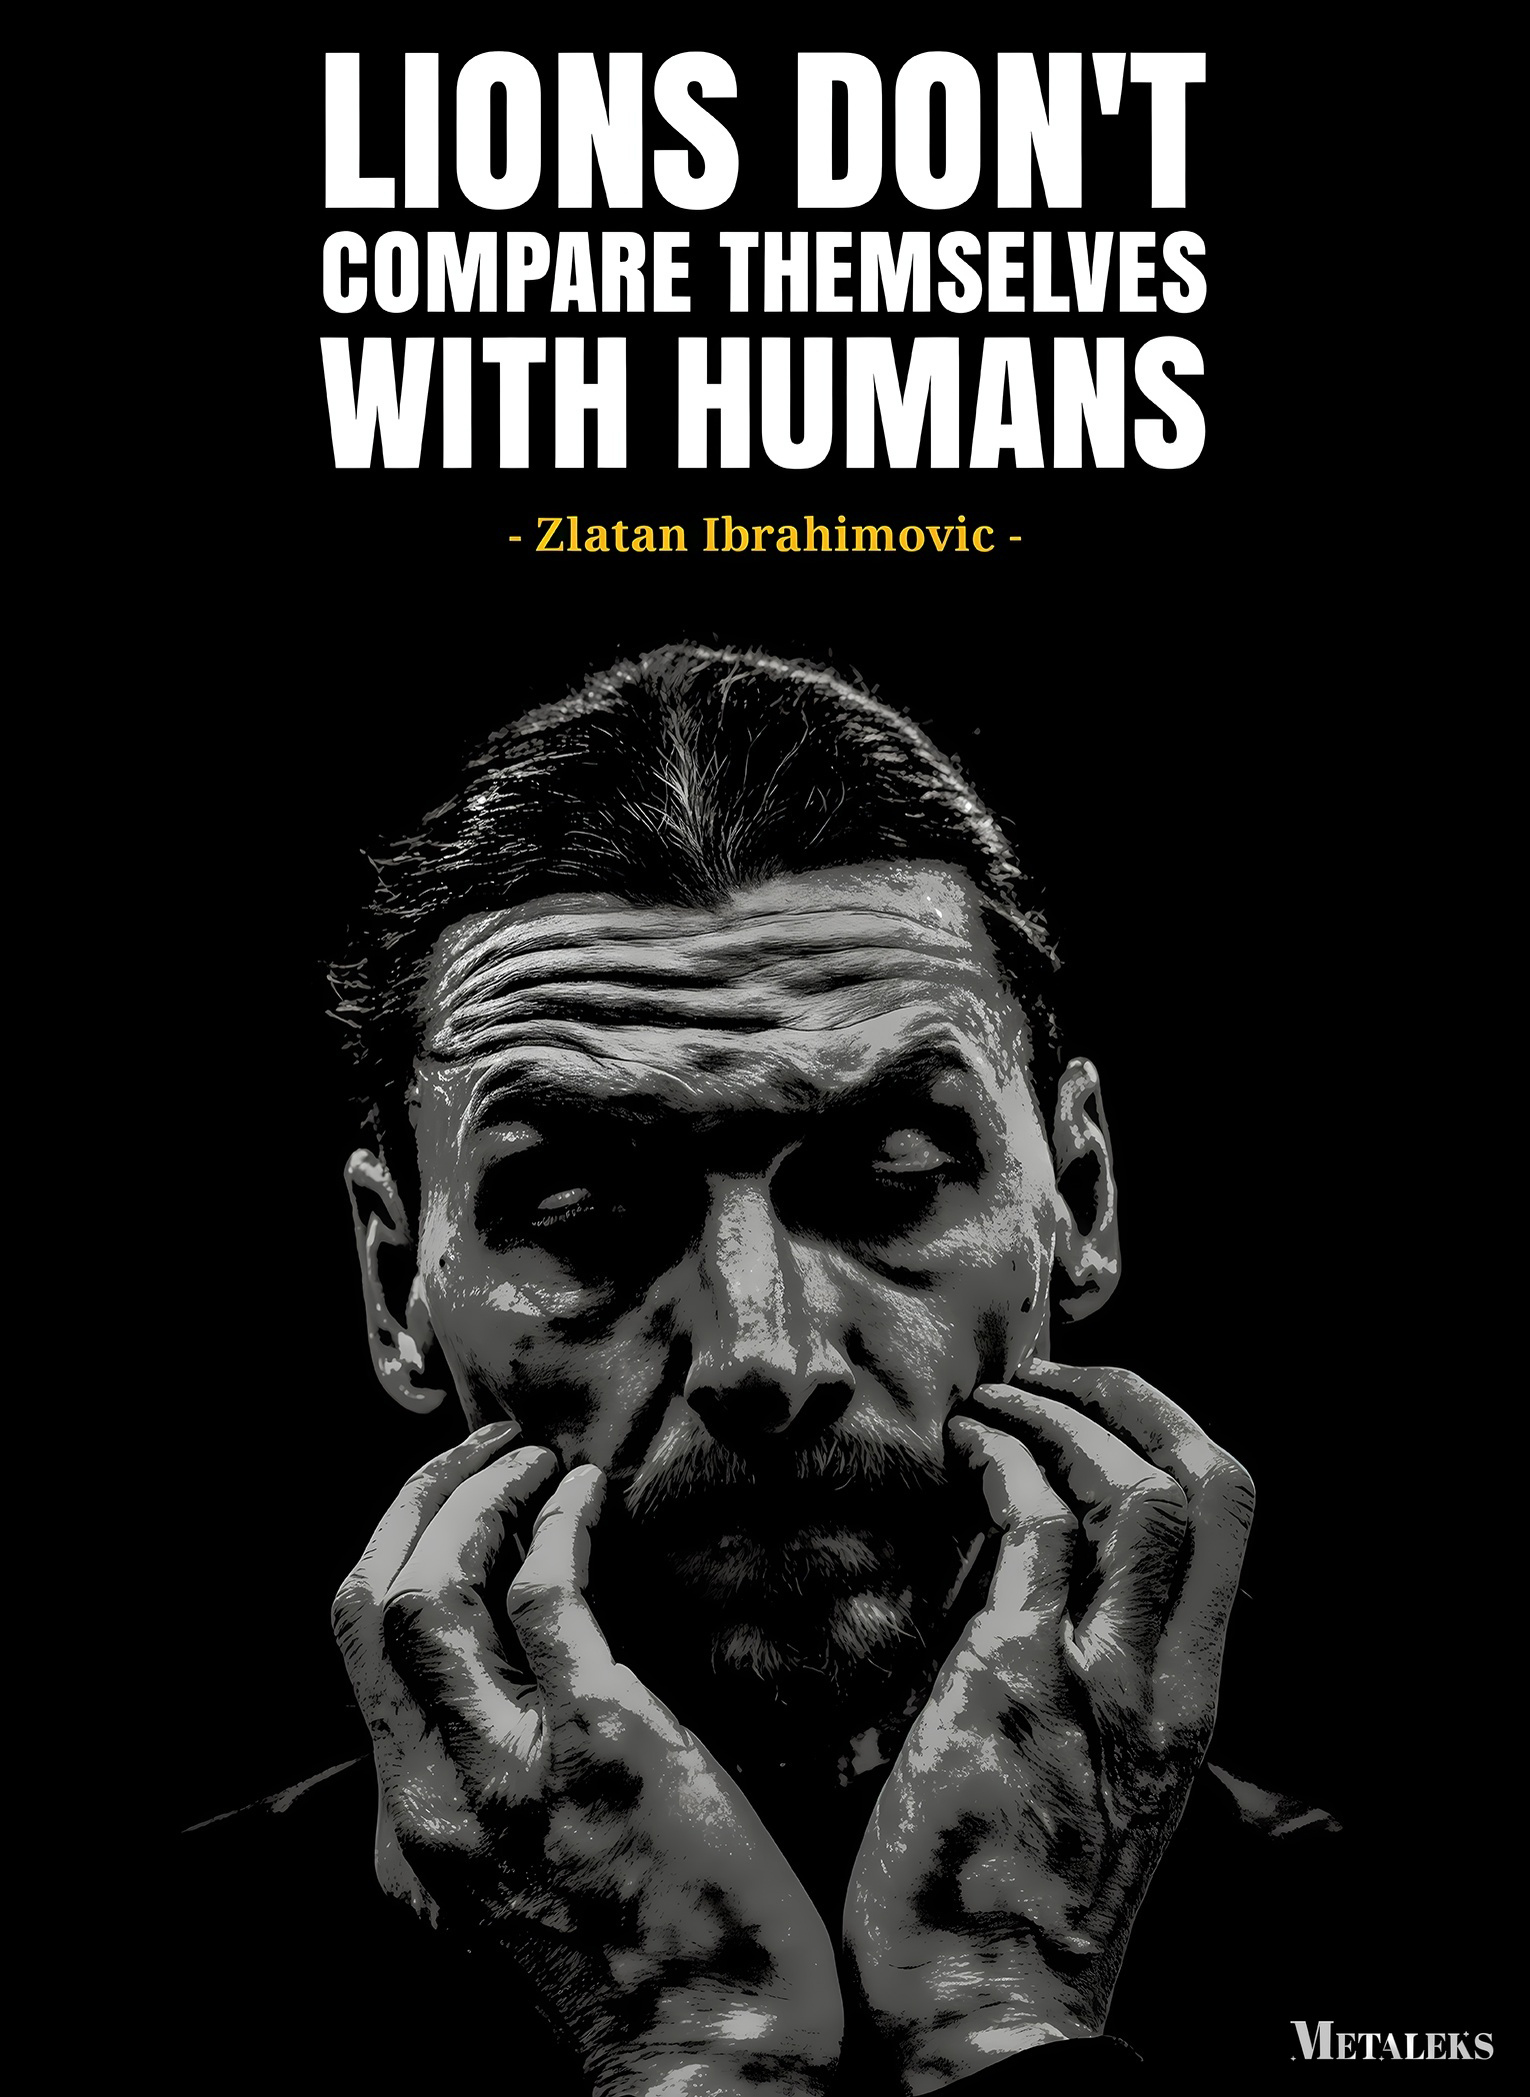 LIONS DON'T
COMPARE THEMSELVES
WITH HUMANS
- Zlatan Ibrahimovic -
METALEKS